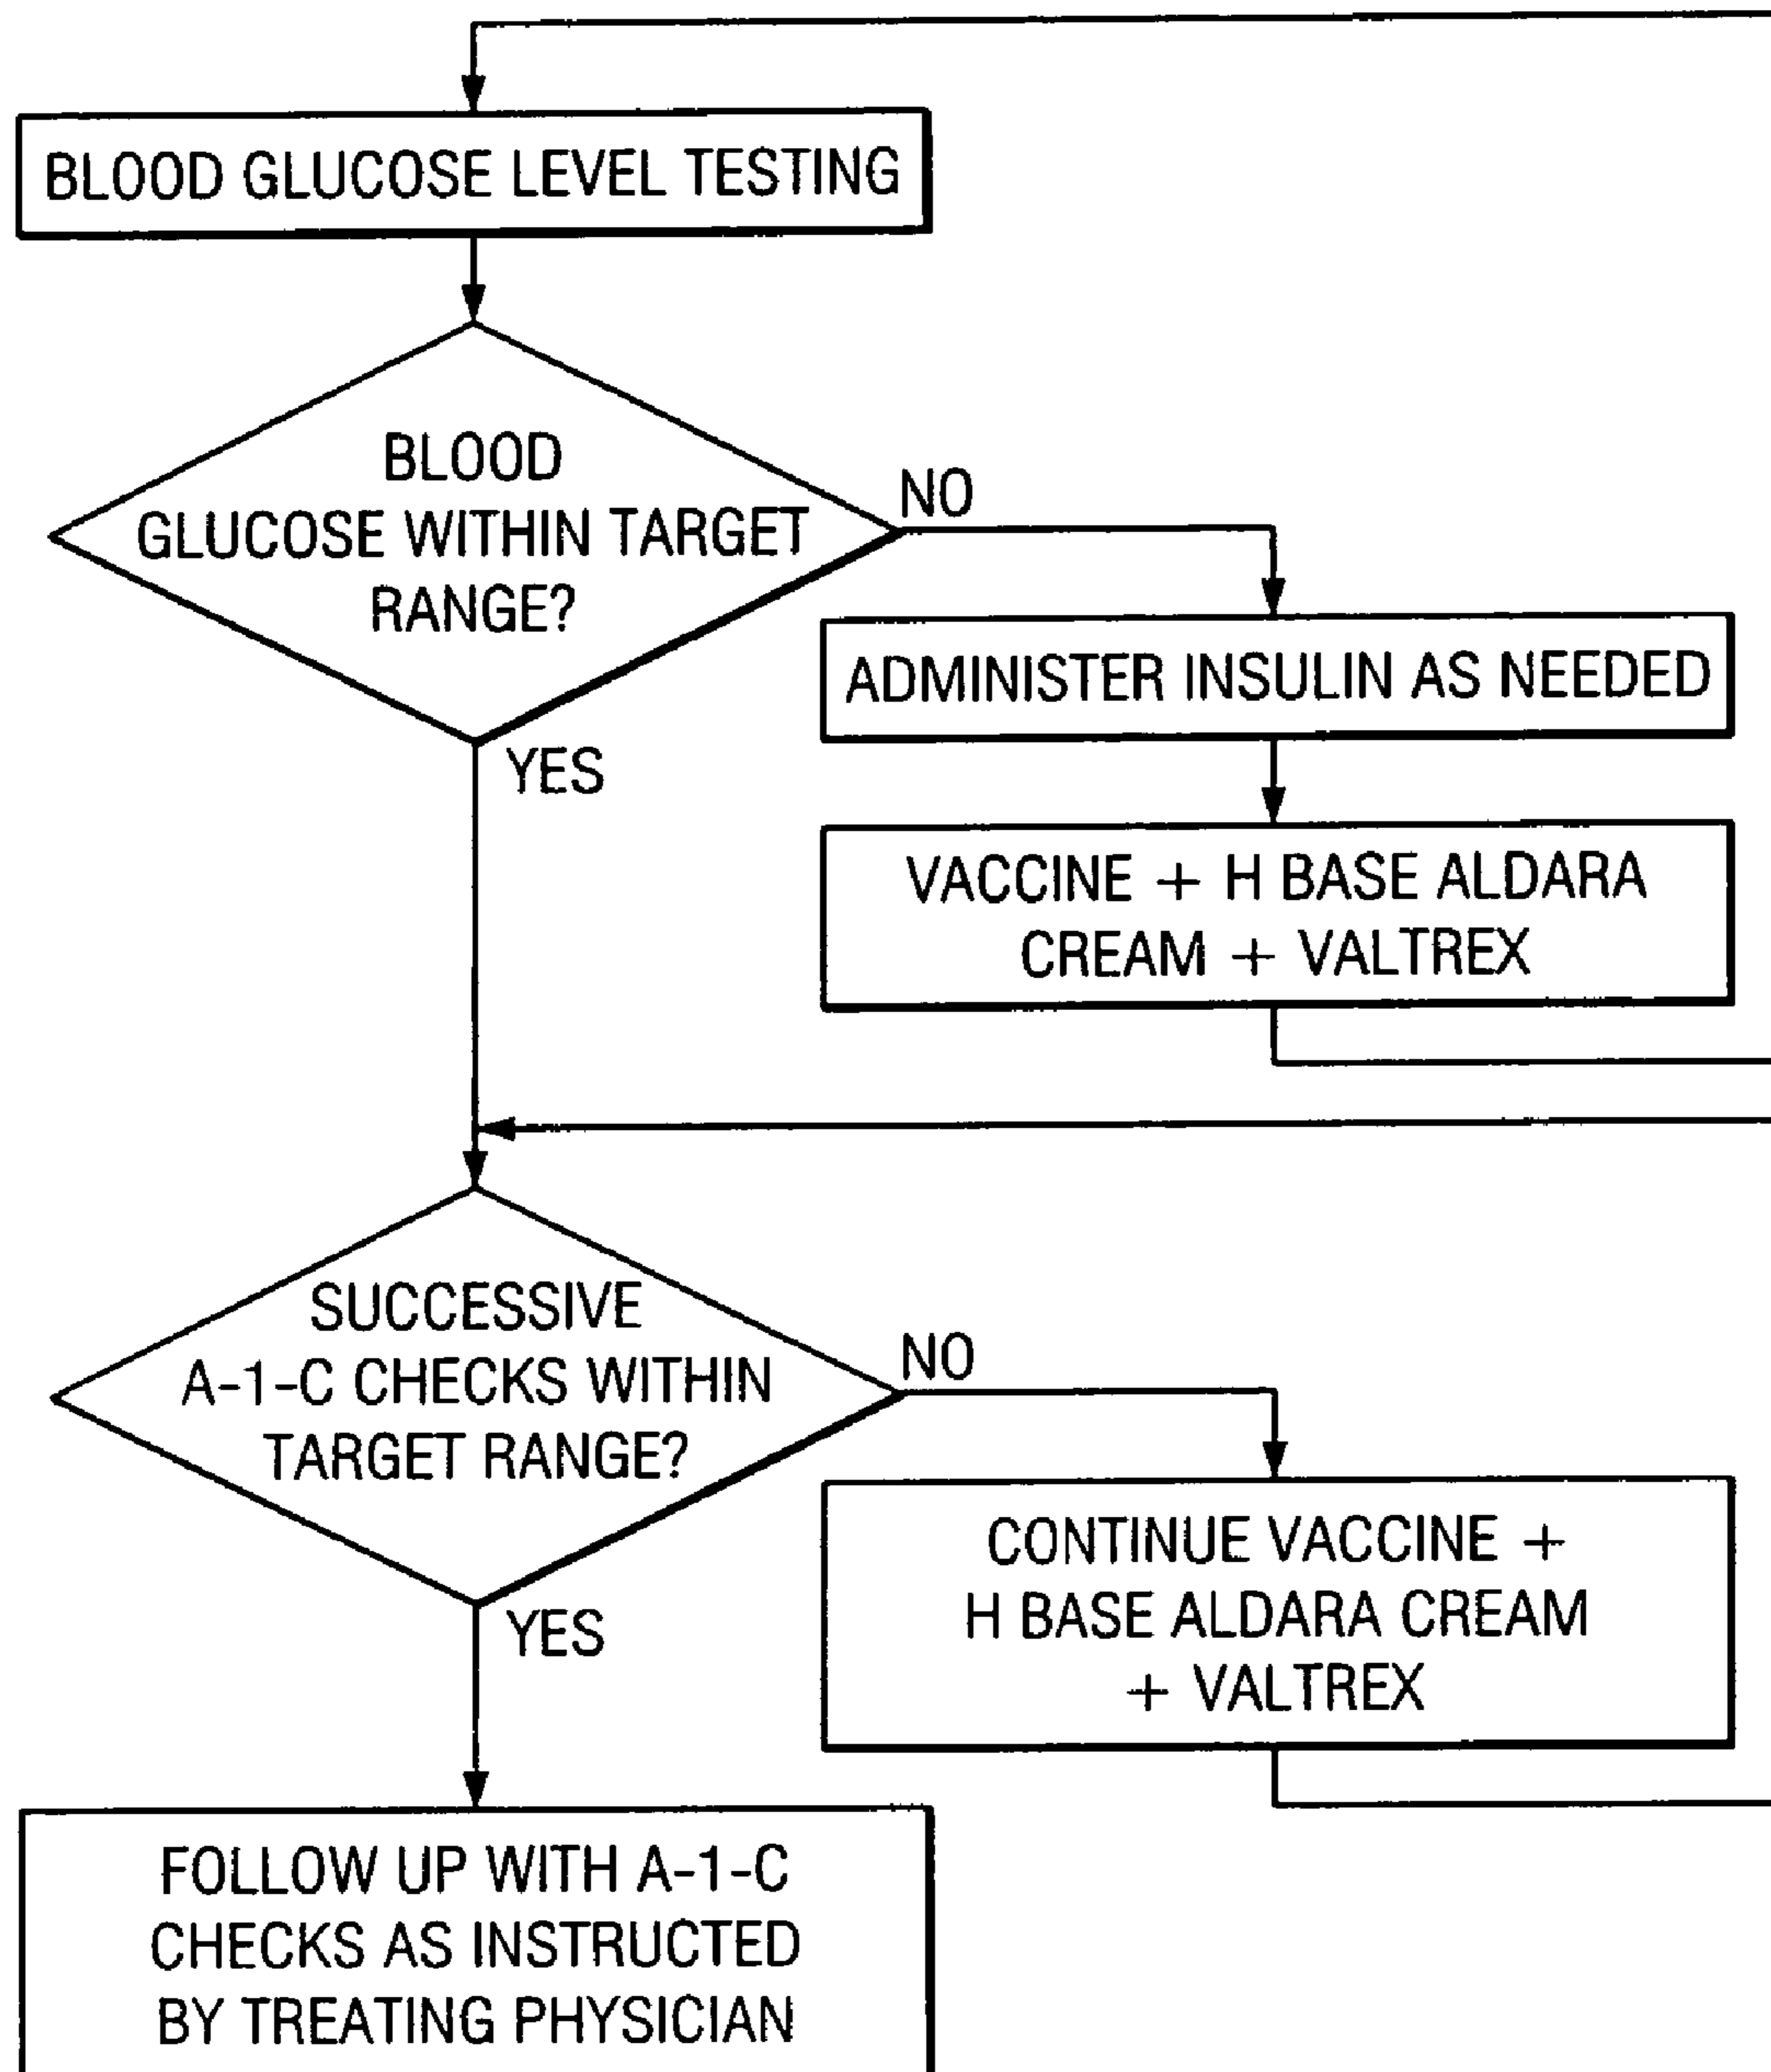 BLOOD GLUCOSE LEVEL TESTING
BLOOD
GLUCOSE WITHIN TARGET
RANGE?
NO
YES
ADMINISTER INSULIN AS NEEDED
VACCINE + H BASE ALDARA
CREAM + VALTREX
SUCCESSIVE
A-1-C CHECKS WITHIN
TARGET RANGE?
NO
YES
CONTINUE VACCINE +
H BASE ALDARA CREAM
+ VALTREX
FOLLOW UP WITH A-1-C
CHECKS AS INSTRUCTED
BY TREATING PHYSICIAN